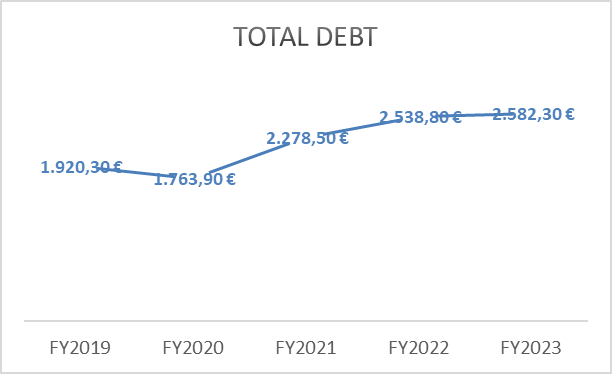 TOTAL DEBT
1.920,30 €
1.763,90 €
2.278,50 €
2.538,80 €
2.582,30 €
FY2019
FY2020
FY2021
FY2022
FY2023